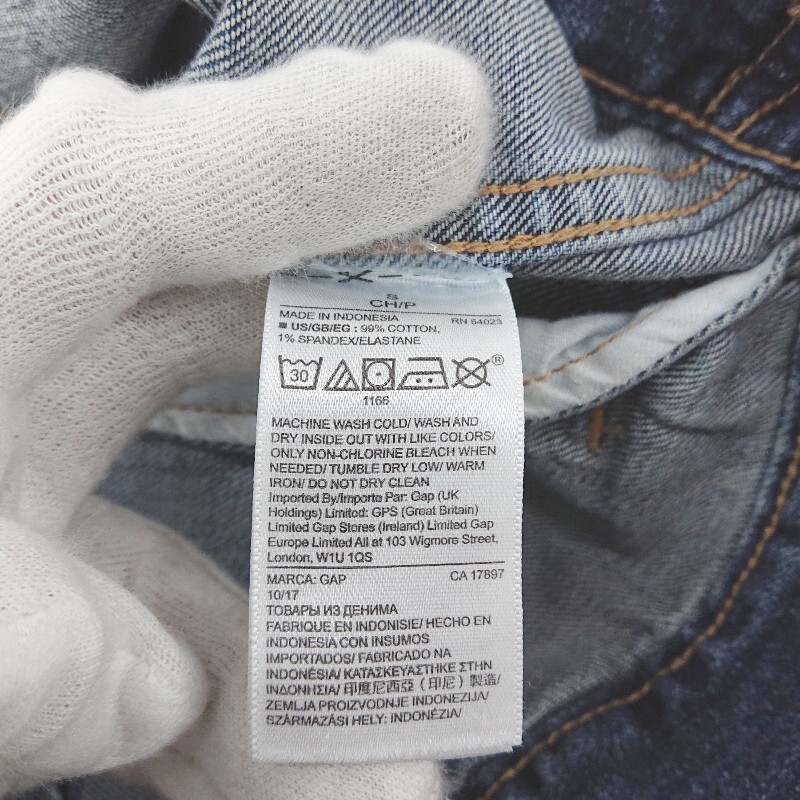 S
CH/P
MADE IN INDONESIA RN 54023
US/GB/EG : 99% COTTON,
1% SPANDEX/ELASTANE
30 ®
1166
MACHINE WASH COLD/ WASH AND
DRY INSIDE OUT WITH LIKE COLORS/
ONLY NON-CHLORINE BLEACH WHEN
NEEDED/ TUMBLE DRY LOW/ WARM
IRON/ DO NOT DRY CLEAN
Imported By/Importe Par: Gap (UK
Holdings) Limited: GPS (Great Britain)
Limited Gap Stores (Ireland) Limited Gap
Europe Limited All at 103 Wigmore Street,
London, W1U 1QS
MARCA: GAP CA 17897
10/17
ТОВАРЫ ИЗ ДЕНИМА
FABRIQUE EN INDONISIE/ HECHO EN
INDONESIA CON INSUMOS
IMPORTADOS/ FABRICADO NA
INDONÉSIA/ ΚΑΤΑΣΚΕΥΑΣΤΗΚΕ ΣΤΗΝ
ΙΝΔΟΝΗΣΙΑ/ 印度尼西亞 (印尼) 製造/
ZEMLJA PROIZVODNJE INDONEZIJA/
SZÁRMAZÁSI HELY: INDONÉZIA/